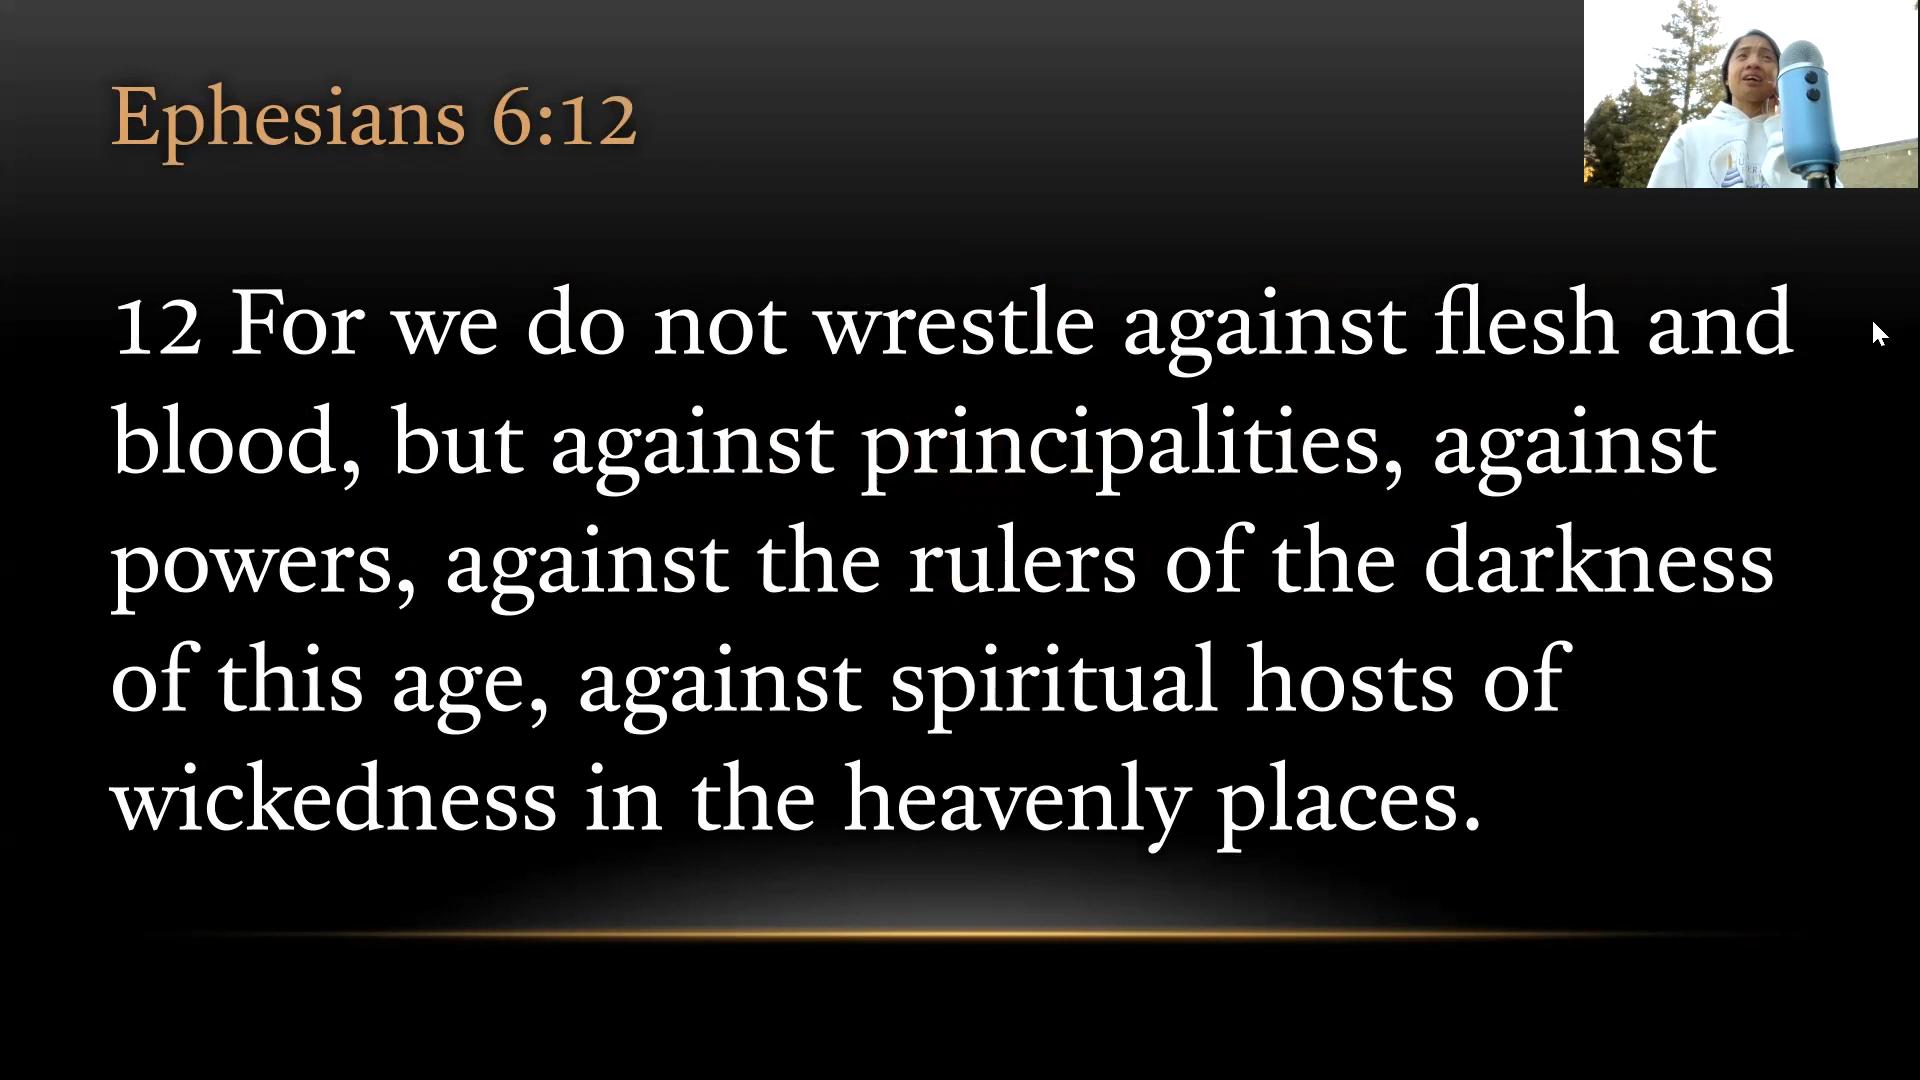 Ephesians 6:12
12 For we do not wrestle against flesh and
blood, but against principalities, against
powers, against the rulers of the darkness
of this age, against spiritual hosts of
wickedness in the heavenly places.